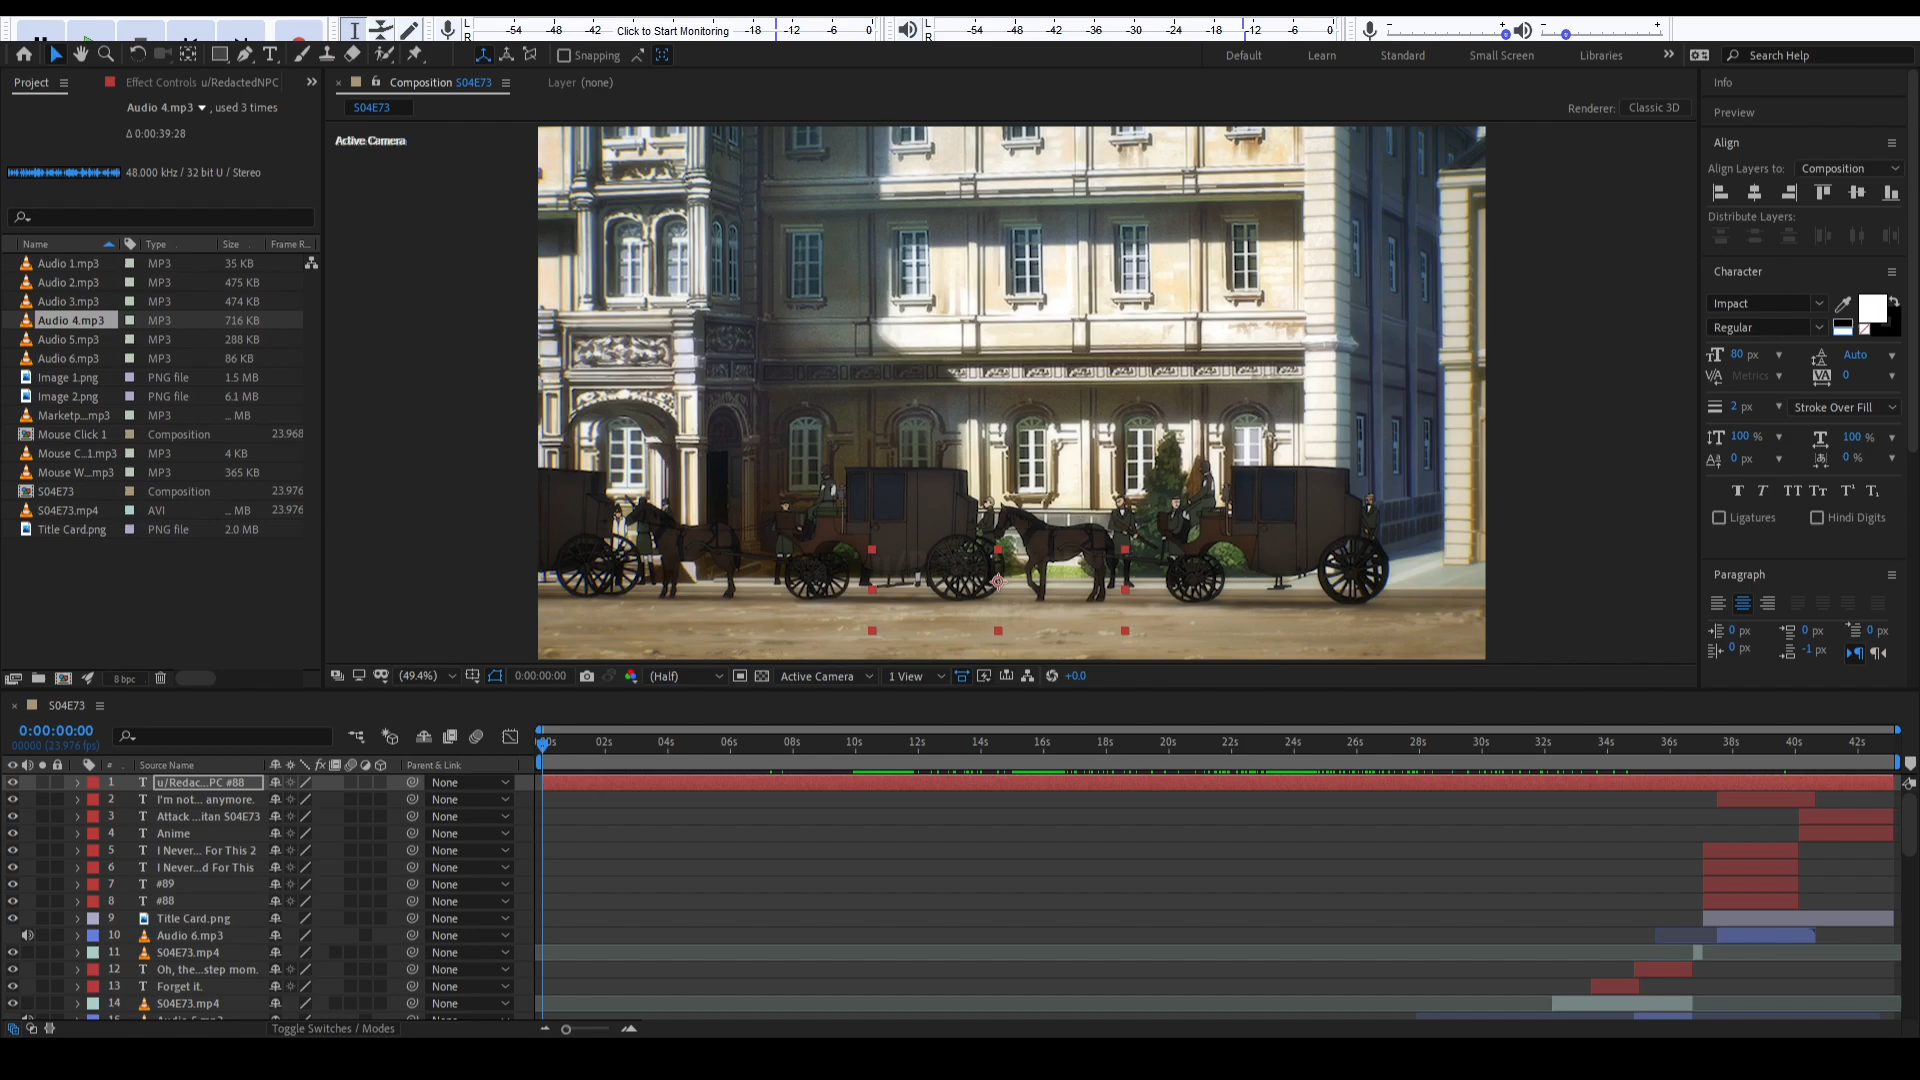 L
R
-54 -48 -42 Click to Start Monitoring -18 -12 -6 0
L
R
-54 -48 -42 -36 -30 -24 -18 -12 -6 0
- +
- +
Snapping
Default Learn Standard Small Screen Libraries
Search Help
Project
Effect Controls u/RedactedNPC
Audio 4.mp3 , used 3 times
Δ 0:00:39:28
48.000 kHz / 32 bit U / Stereo
Name Type Size Frame R...
Audio 1.mp3 MP3 35 KB
Audio 2.mp3 MP3 475 KB
Audio 3.mp3 MP3 474 KB
Audio 4.mp3 MP3 716 KB
Audio 5.mp3 MP3 288 KB
Audio 6.mp3 MP3 86 KB
Image 1.png PNG file 1.5 MB
Image 2.png PNG file 6.1 MB
Marketp....mp3 MP3 ... MB
Mouse Click 1 Composition 23.968
Mouse C...1.mp3 MP3 4 KB
Mouse W...mp3 MP3 365 KB
S04E73 Composition 23.976
S04E73.mp4 AVI ... MB 23.976
Title Card.png PNG file 2.0 MB
8 bpc
Composition S04E73
Layer (none)
S04E73
Renderer: Classic 3D
Active Camera
(49.4%) 0:00:00:00 (Half) Active Camera 1 View +0.0
Info
Preview
Align
Align Layers to: Composition
Distribute Layers:
Character
Impact
Regular
80 px Auto
Metrics 0
2 px Stroke Over Fill
100 % 100 %
0 px 0 %
T T TT Tt T¹ T₁
Ligatures Hindi Digits
Paragraph
0 px 0 px 0 px
0 px -1 px
S04E73
0:00:00:00
00000 (23.976 fps)
# Source Name fx Parent & Link
:00s 02s 04s 06s 08s 10s 12s 14s 16s 18s 20s 22s 24s 26s 28s 30s 32s 34s 36s 38s 40s 42s
1 T u/Redac...PC #88 None
2 T I'm not... anymore. None
3 T Attack ...itan S04E73 None
4 T Anime None
5 T I Never... For This 2 None
6 T I Never...d For This None
7 T #89 None
8 T #88 None
9 Title Card.png None
10 Audio 6.mp3 None
11 S04E73.mp4 None
12 T Oh, the...step mom. None
13 T Forget it. None
14 S04E73.mp4 None
Toggle Switches / Modes